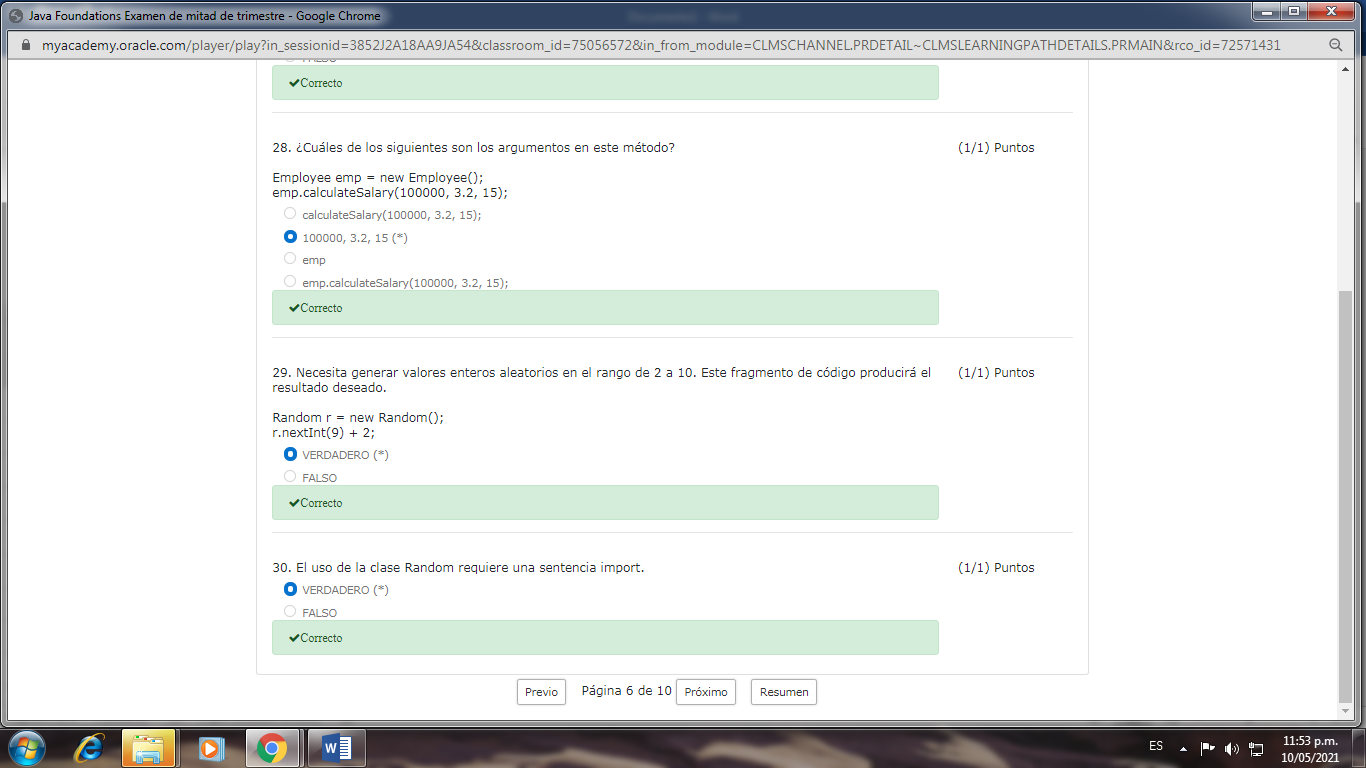 Java Foundations Examen de mitad de trimestre - Google Chrome
myacademy.oracle.com/player/play?in_sessionid=3852J2A18AA9JA54&classroom_id=75056572&in_from_module=CLMSCHANNEL.PRDETAIL~CLMSLEARNINGPATHDETAILS.PRMAIN&rco_id=72571431
FALSO
✔Correcto
28. ¿Cuáles de los siguientes son los argumentos en este método? (1/1) Puntos
Employee emp = new Employee();
emp.calculateSalary(100000, 3.2, 15);
calculateSalary(100000, 3.2, 15);
100000, 3.2, 15 (*)
emp
emp.calculateSalary(100000, 3.2, 15);
✔Correcto
29. Necesita generar valores enteros aleatorios en el rango de 2 a 10. Este fragmento de código producirá el (1/1) Puntos
resultado deseado.
Random r = new Random();
r.nextInt(9) + 2;
VERDADERO (*)
FALSO
✔Correcto
30. El uso de la clase Random requiere una sentencia import. (1/1) Puntos
VERDADERO (*)
FALSO
✔Correcto
Previo Página 6 de 10 Próximo Resumen
ES 11:53 p.m.
10/05/2021